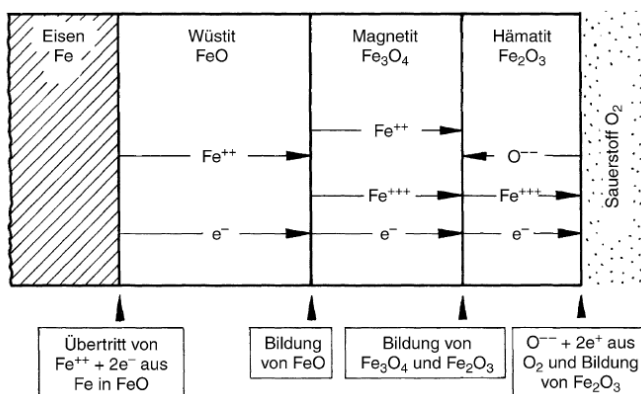 Eisen
Fe
Wüstit
FeO
Magnetit
Fe₃O₄
Hämatit
Fe₂O₃
Sauerstoff O₂
Fe⁺⁺
O⁻⁻
Fe⁺⁺
Fe⁺⁺⁺
Fe⁺⁺⁺
e⁻
e⁻
e⁻
Übertritt von
Fe⁺⁺ + 2e⁻ aus
Fe in FeO
Bildung
von FeO
Bildung von
Fe₃O₄ und Fe₂O₃
O⁻⁻ + 2e⁺ aus
O₂ und Bildung
von Fe₂O₃